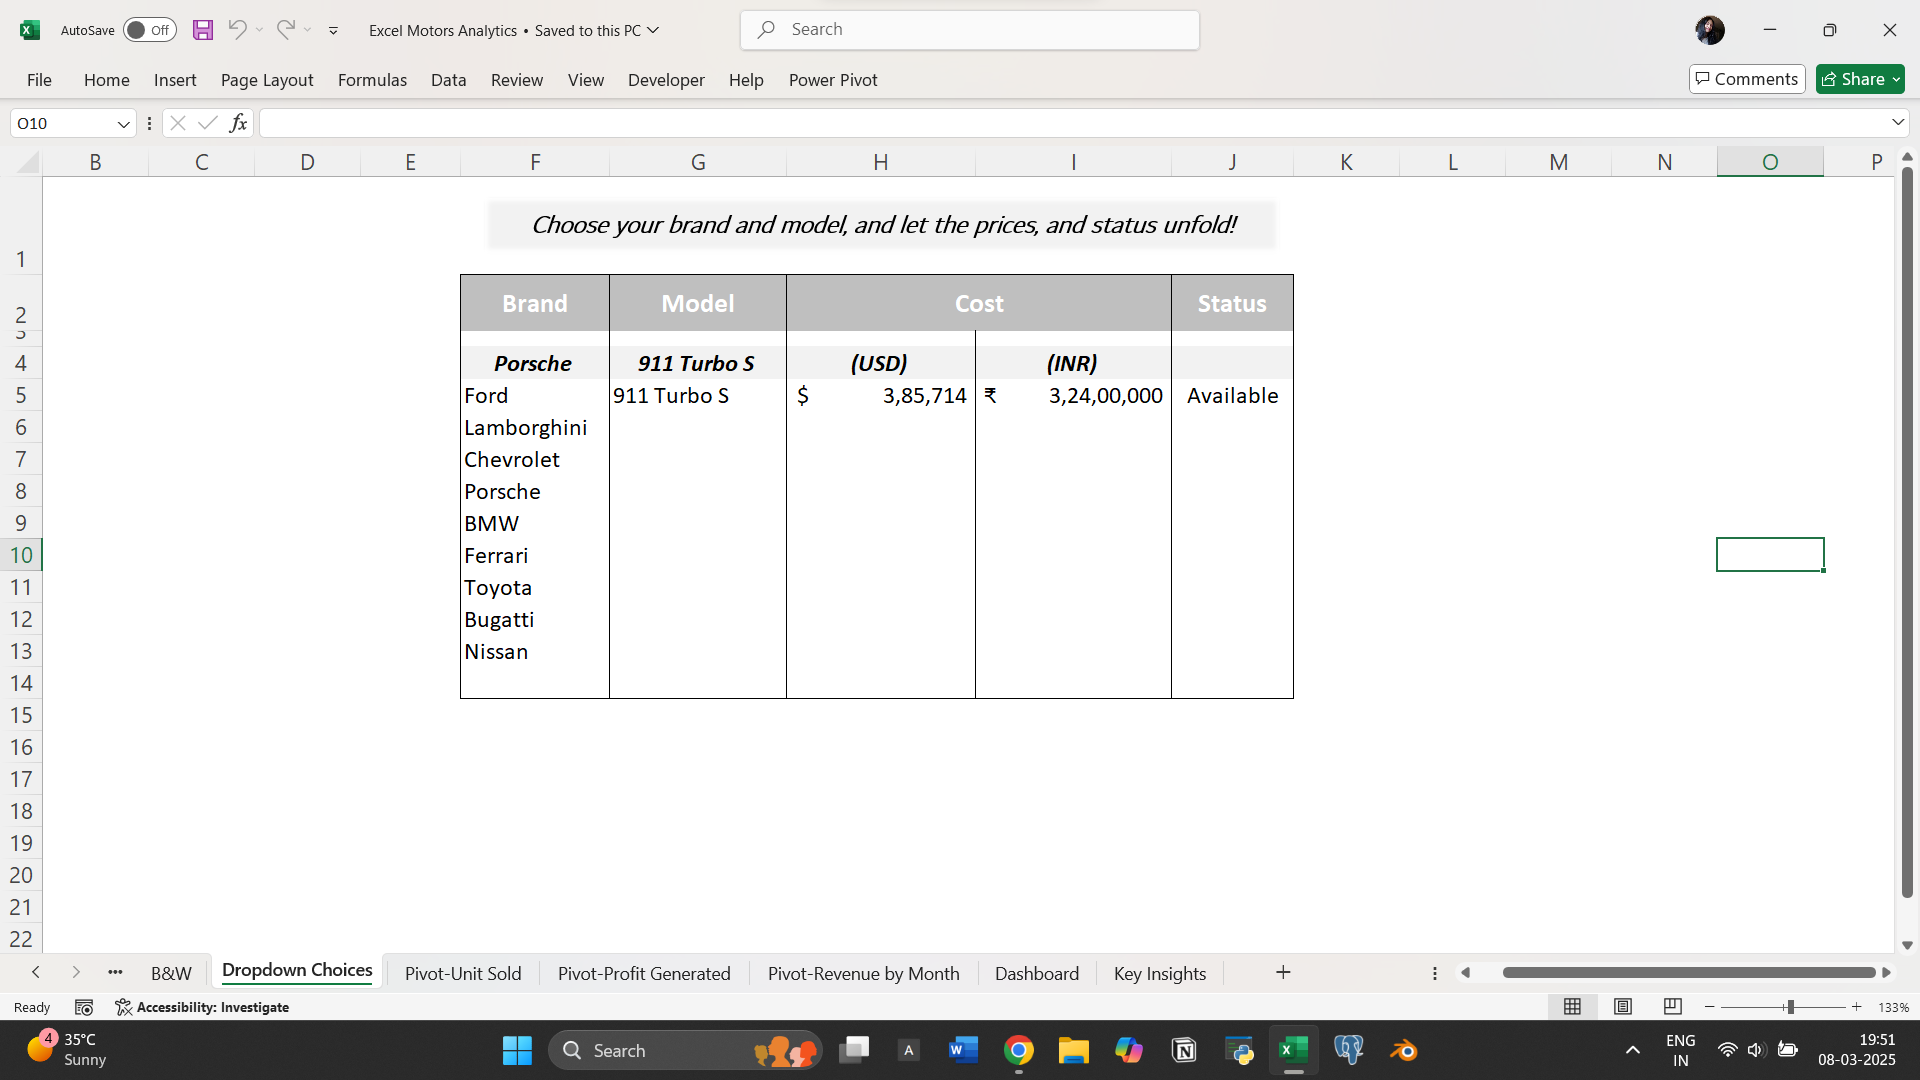 AutoSave Off Excel Motors Analytics • Saved to this PC Search
File Home Insert Page Layout Formulas Data Review View Developer Help Power Pivot Comments Share
O10 fx
B C D E F G H I J K L M N O P
1 Choose your brand and model, and let the prices, and status unfold!
2 Brand Model Cost Status
3
4 Porsche 911 Turbo S (USD) (INR)
5 Ford 911 Turbo S $ 3,85,714 ₹ 3,24,00,000 Available
6 Lamborghini
7 Chevrolet
8 Porsche
9 BMW
10 Ferrari
11 Toyota
12 Bugatti
13 Nissan
14
15
16
17
18
19
20
21
22
B&W Dropdown Choices Pivot-Unit Sold Pivot-Profit Generated Pivot-Revenue by Month Dashboard Key Insights
Ready Accessibility: Investigate 133%
4 35°C Search A W N X ENG 19:51
Sunny IN 08-03-2025